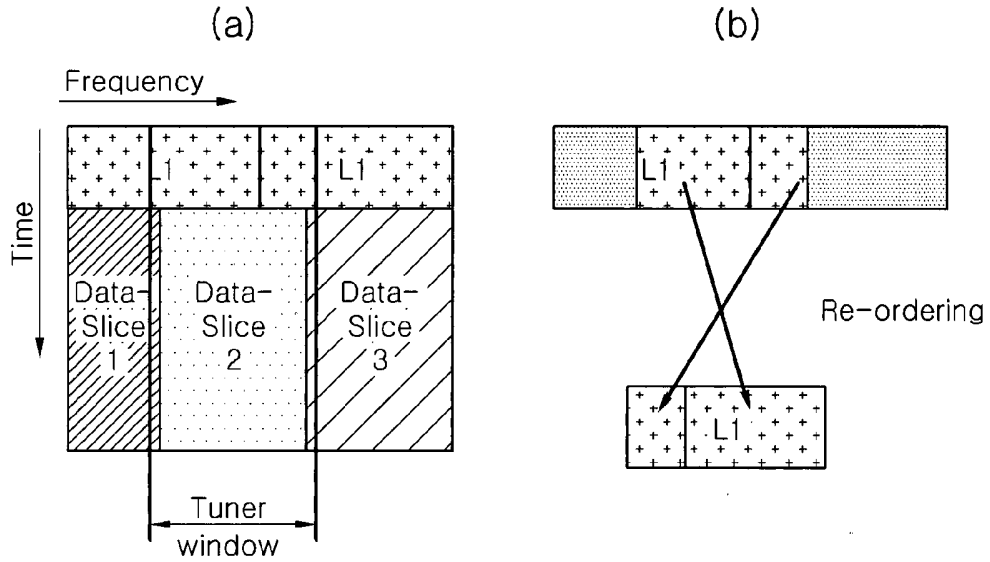 (a)
(b)
Frequency
Time
L1
L1
L1
Data-
Slice
1
Data-
Slice
2
Data-
Slice
3
Re-ordering
L1
Tuner
window